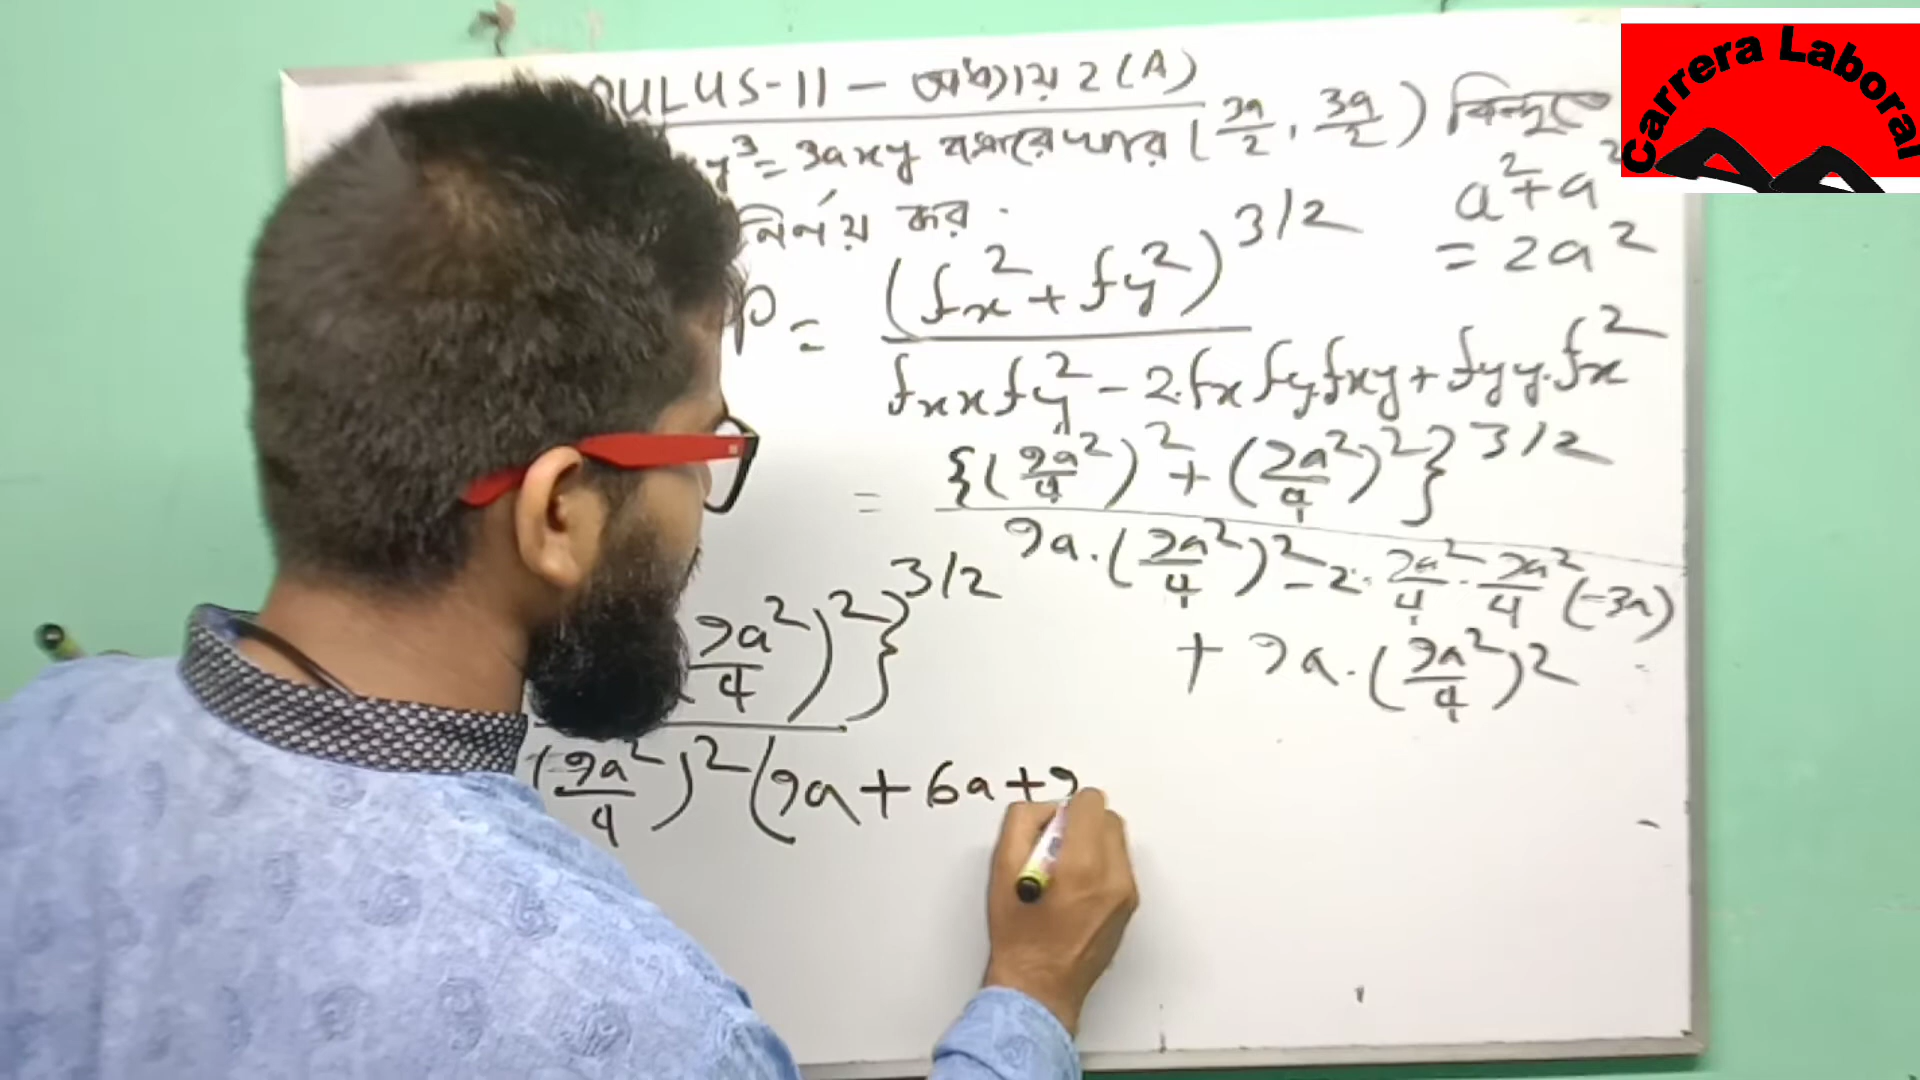 ULUS-11 — অধ্যায় 2 (A)
y³ = 3axy বক্ররেখার (3a/2, 3a/2) বিন্দুতে
নির্ণয় কর.
a² + a²
= 2a²
P = (fx² + fy²)^3/2 / fxx fy² - 2.fx fy.fxy + fyy.fx²
= {(9a²/4)² + (9a²/4)²}^3/2 / 9a.(9a²/4)² - 2.9a²/4.9a²/4(-3a)
+ 9a.(9a²/4)²
9a²/4)²}^3/2
(9a²/4)² (9a + 6a + 9
Carrera Laboral